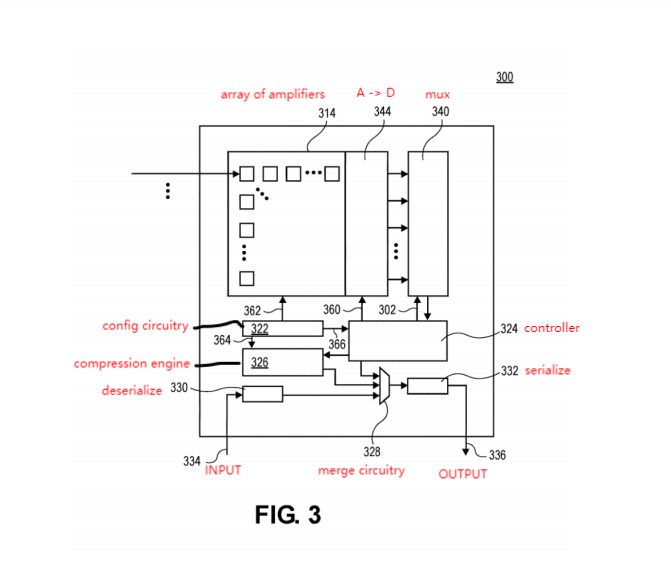 300
array of amplifiers A -> D mux
314 344 340
362 360 302
config circuitry 322 324 controller
364 366
compression engine 326
deserialize 330 332 serialize
328
334 INPUT merge circuitry OUTPUT 336
FIG. 3